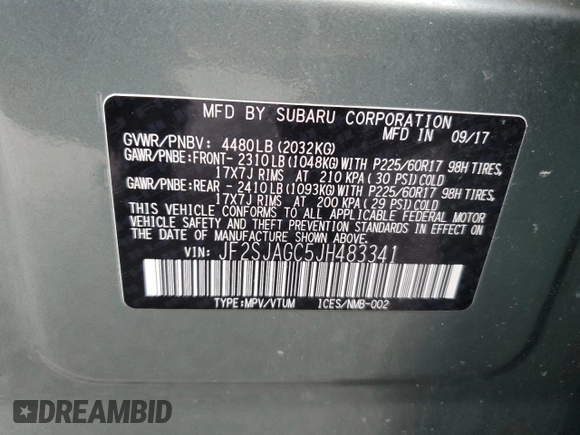 MFD BY SUBARU CORPORATION
MFD IN 09/17
GVWR/PNBV: 4480LB (2032KG)
GAWR/PNBE:FRONT- 2310LB (1048KG) WITH P225/60R17 98H TIRES,
17X7J RIMS AT 210 KPA ( 30 PSI) COLD
GAWR/PNBE:REAR - 2410LB (1093KG) WITH P225/60R17 98H TIRES,
17X7J RIMS AT 200 KPA ( 29 PSI) COLD
THIS VEHICLE CONFORMS TO ALL APPLICABLE FEDERAL MOTOR
VEHICLE SAFETY AND THEFT PREVENTION STANDARDS IN EFFECT ON
THE DATE OF MANUFACTURE SHOWN ABOVE.
VIN: JF2SJAGC5JH483341
TYPE:MPV/VTUM ICES/NMB-002
DREAMBID